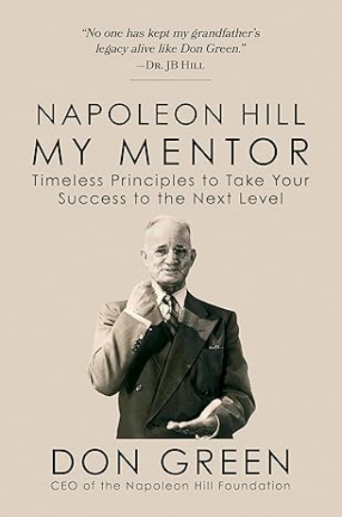 “No one has kept my grandfather’s
legacy alive like Don Green.”
—Dr. JB Hill
NAPOLEON HILL
MY MENTOR
Timeless Principles to Take Your
Success to the Next Level
DON GREEN
CEO of the Napoleon Hill Foundation